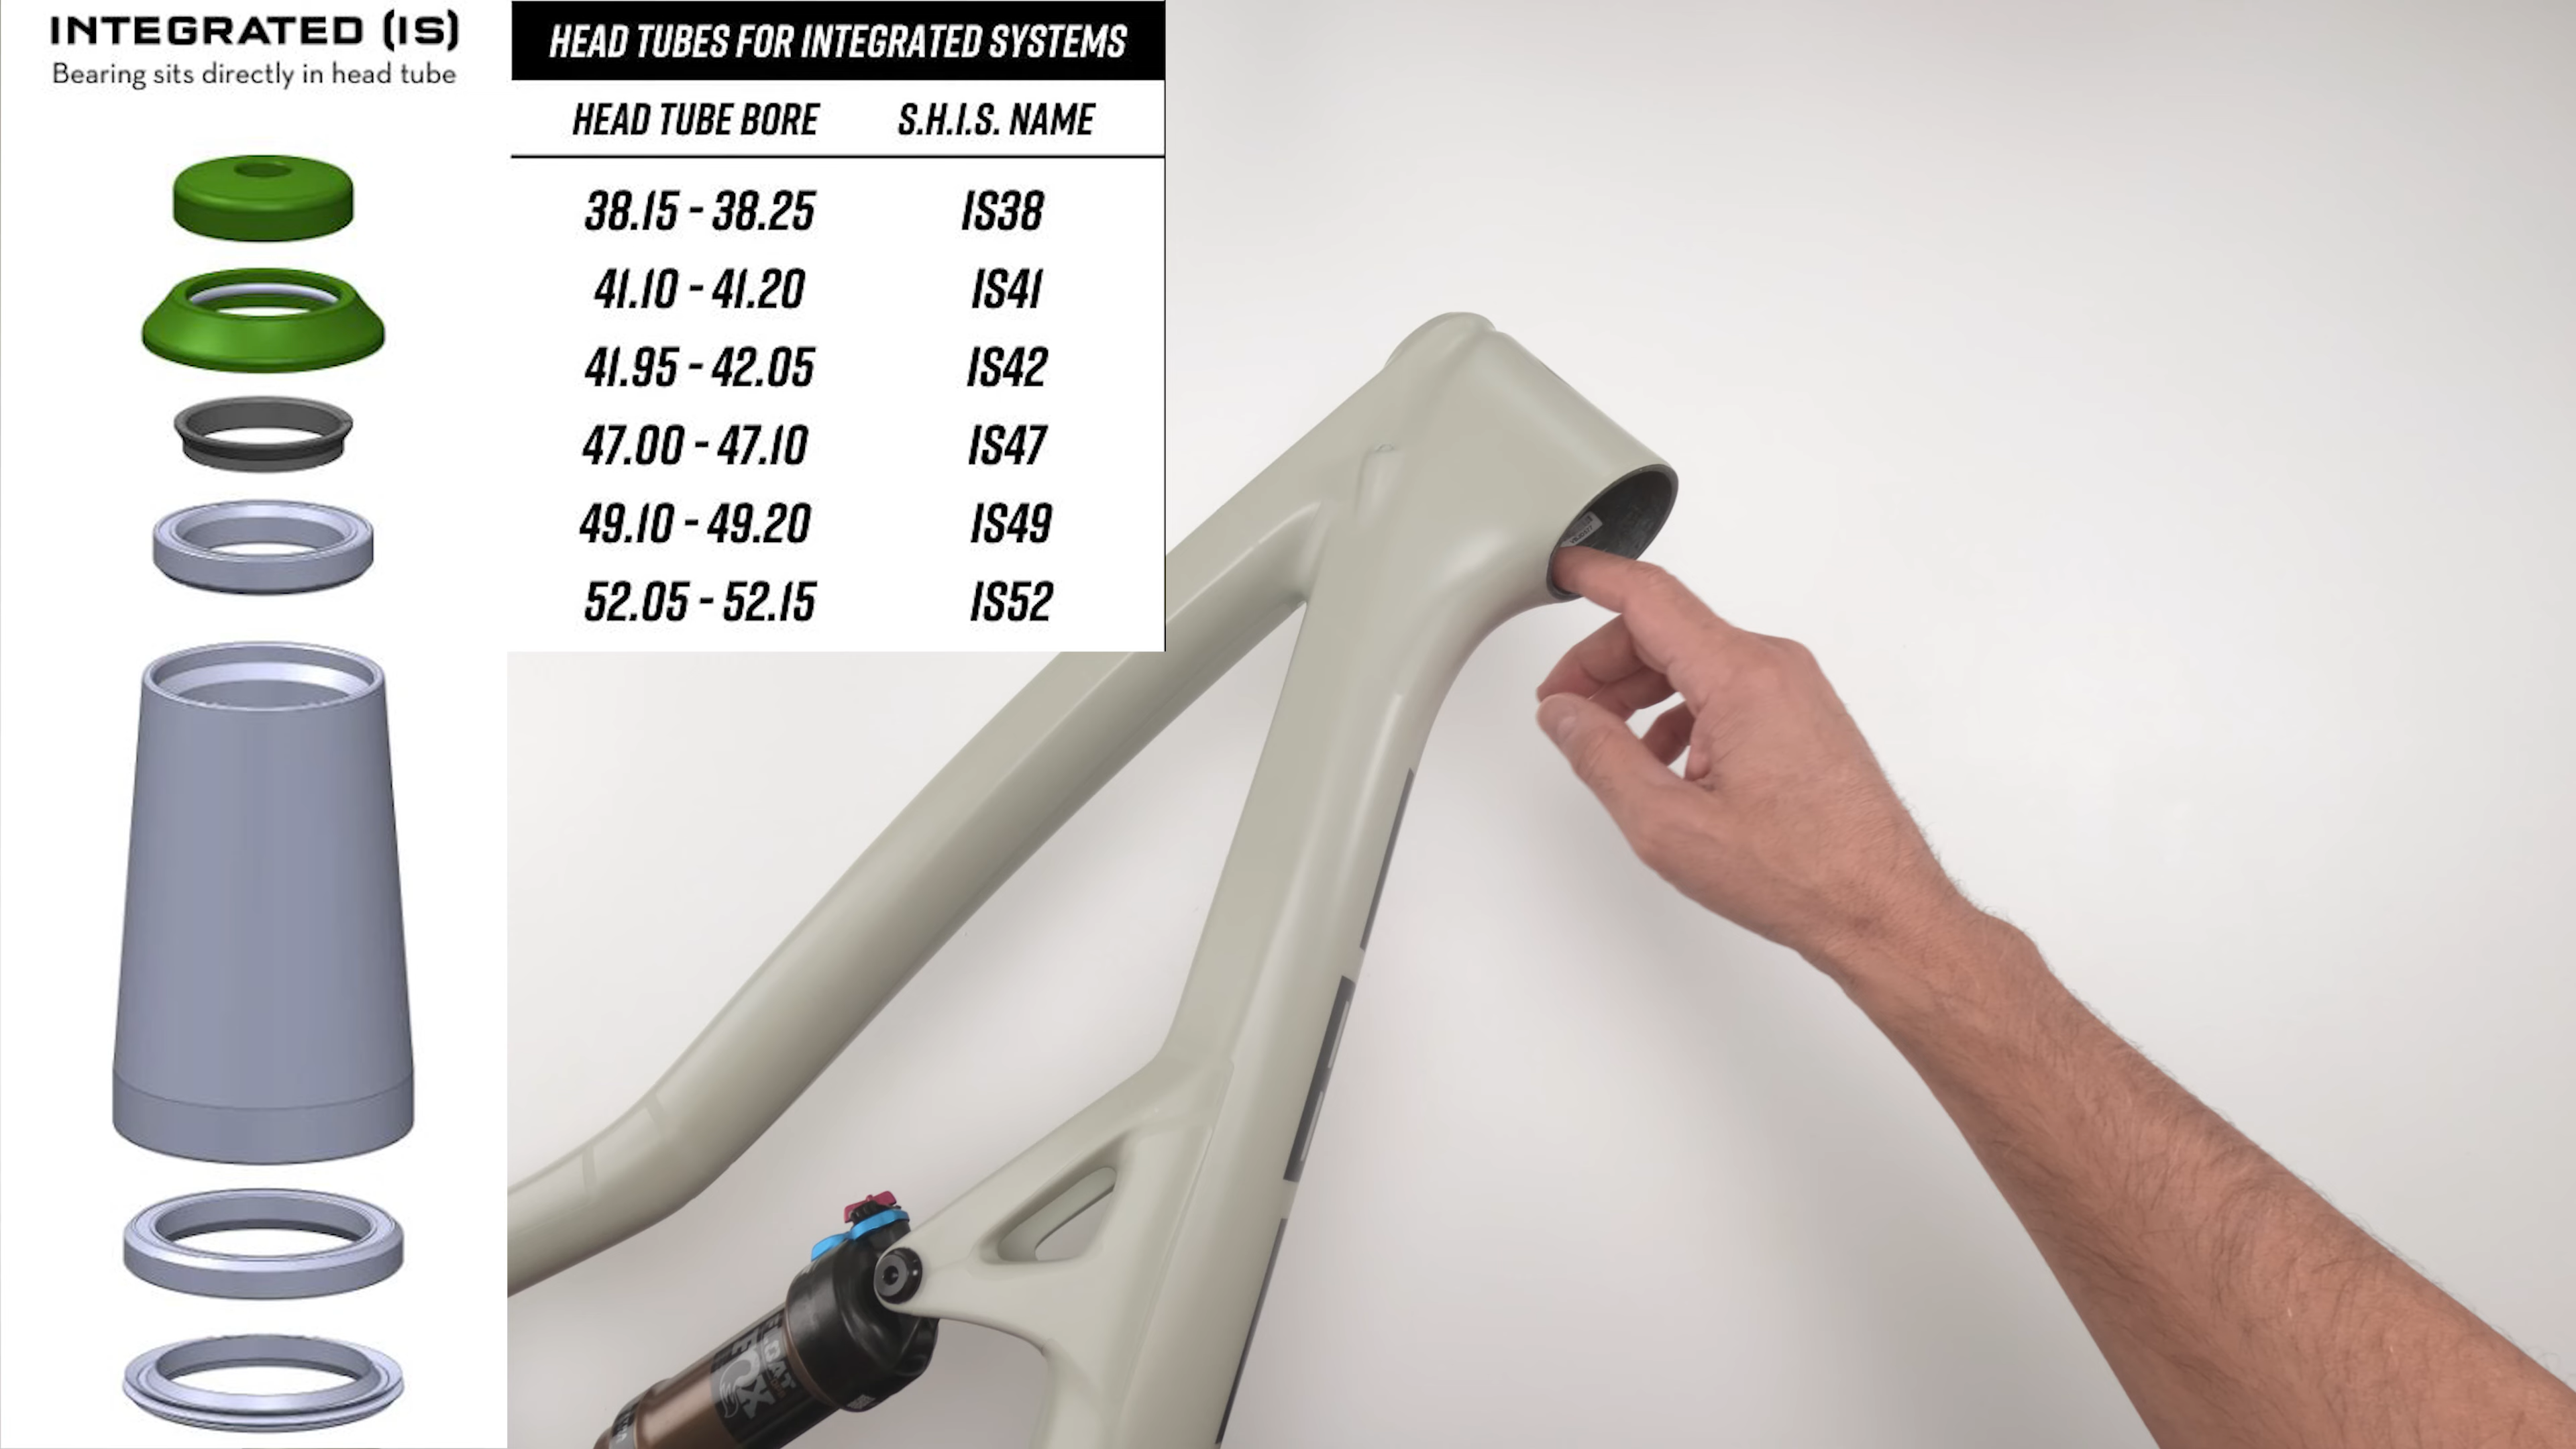 INTEGRATED (IS)
Bearing sits directly in head tube
HEAD TUBES FOR INTEGRATED SYSTEMS
HEAD TUBE BORE S.H.I.S. NAME
38.15 - 38.25 IS38
41.10 - 41.20 IS41
41.95 - 42.05 IS42
47.00 - 47.10 IS47
49.10 - 49.20 IS49
52.05 - 52.15 IS52
FOX